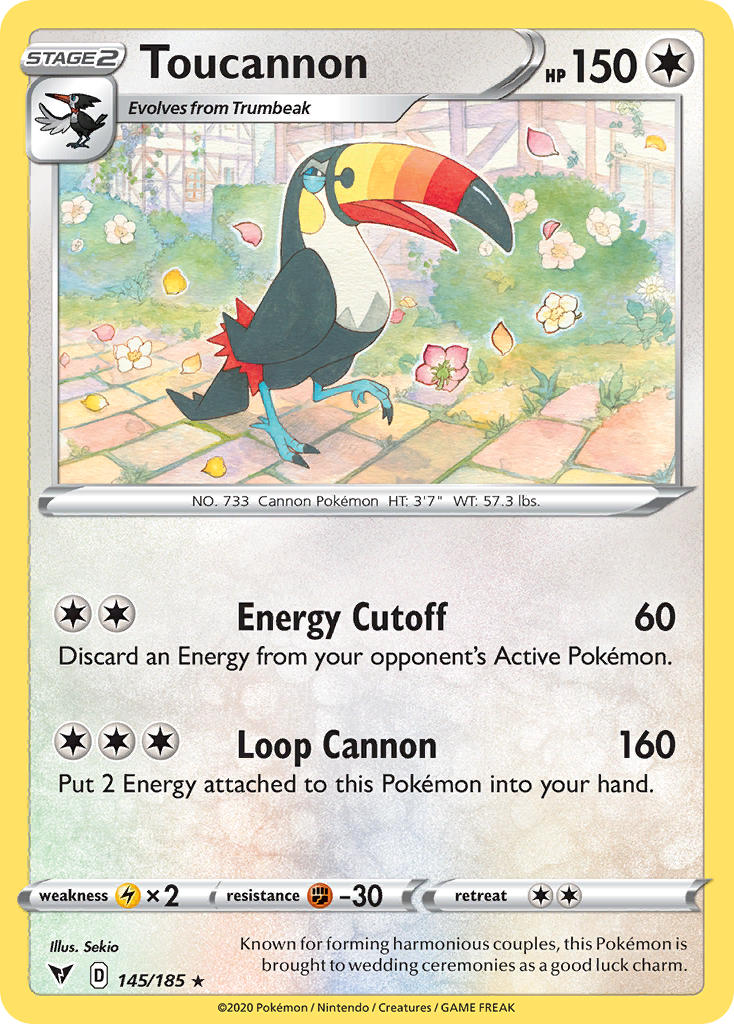 STAGE 2
Toucannon
HP 150
Evolves from Trumbeak
NO. 733 Cannon Pokémon HT: 3'7" WT: 57.3 lbs.
Energy Cutoff 60
Discard an Energy from your opponent's Active Pokémon.
Loop Cannon 160
Put 2 Energy attached to this Pokémon into your hand.
weakness ×2 resistance -30 retreat
Illus. Sekio
Known for forming harmonious couples, this Pokémon is
brought to wedding ceremonies as a good luck charm.
D 145/185 ★
©2020 Pokémon / Nintendo / Creatures / GAME FREAK